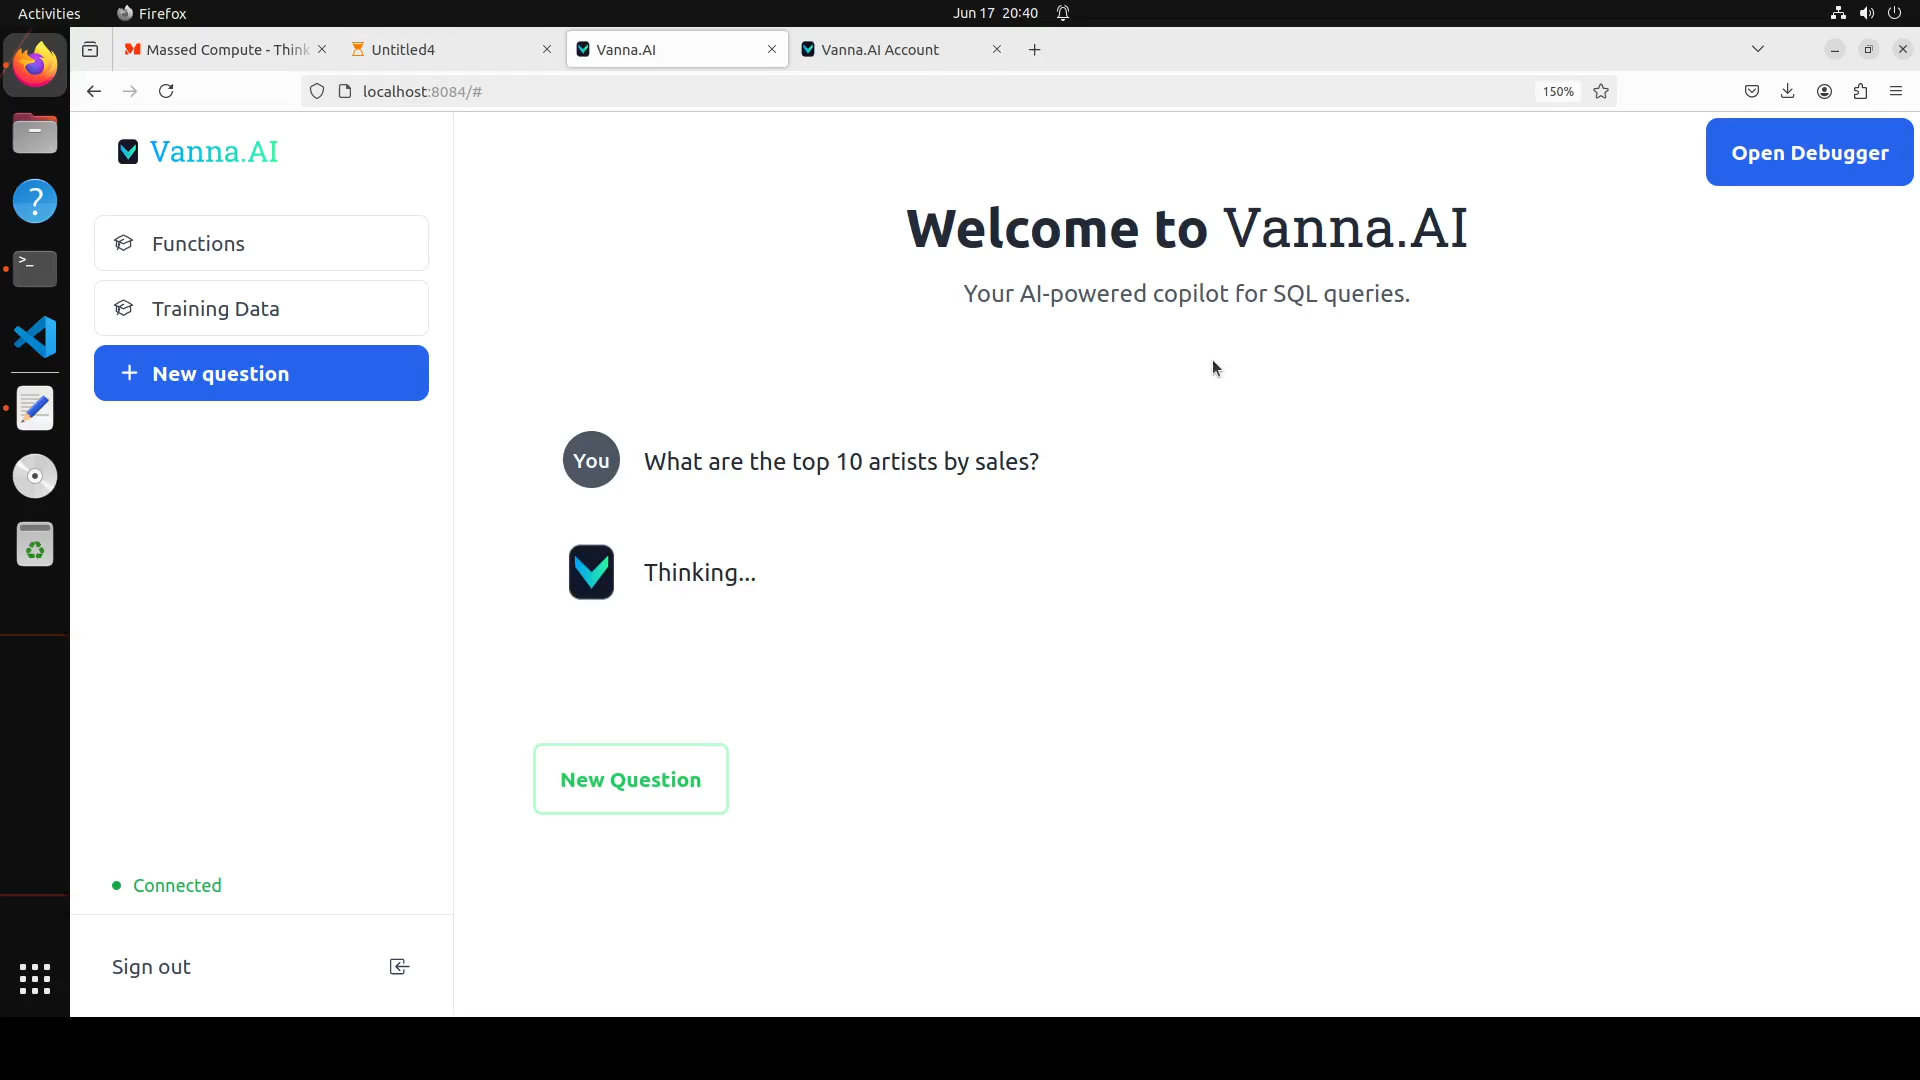 Activities
Firefox
Jun 17 20:40
Massed Compute - Think
Untitled4
Vanna.AI
Vanna.AI Account
localhost:8084/#
150%
Vanna.AI
Open Debugger
Functions
Training Data
New question
Welcome to Vanna.AI
Your AI-powered copilot for SQL queries.
You
What are the top 10 artists by sales?
Thinking...
New Question
Connected
Sign out